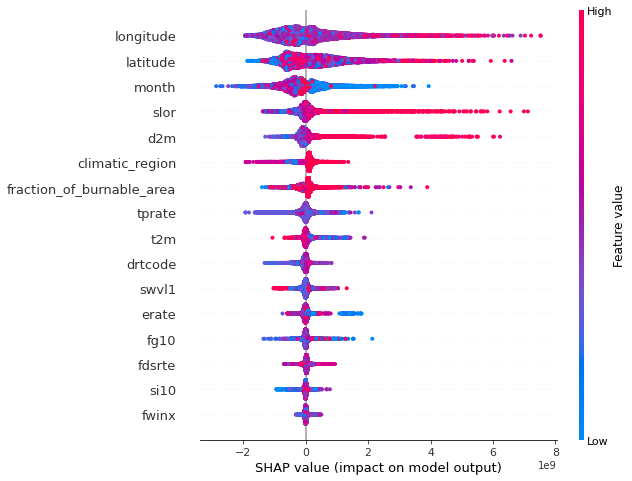 High
longitude
latitude
month
slor
d2m
climatic_region
fraction_of_burnable_area
tprate
t2m
drtcode
swvl1
erate
fg10
fdsrte
si10
fwinx
Feature value
Low
−2 0 2 4 6 8
1e9
SHAP value (impact on model output)